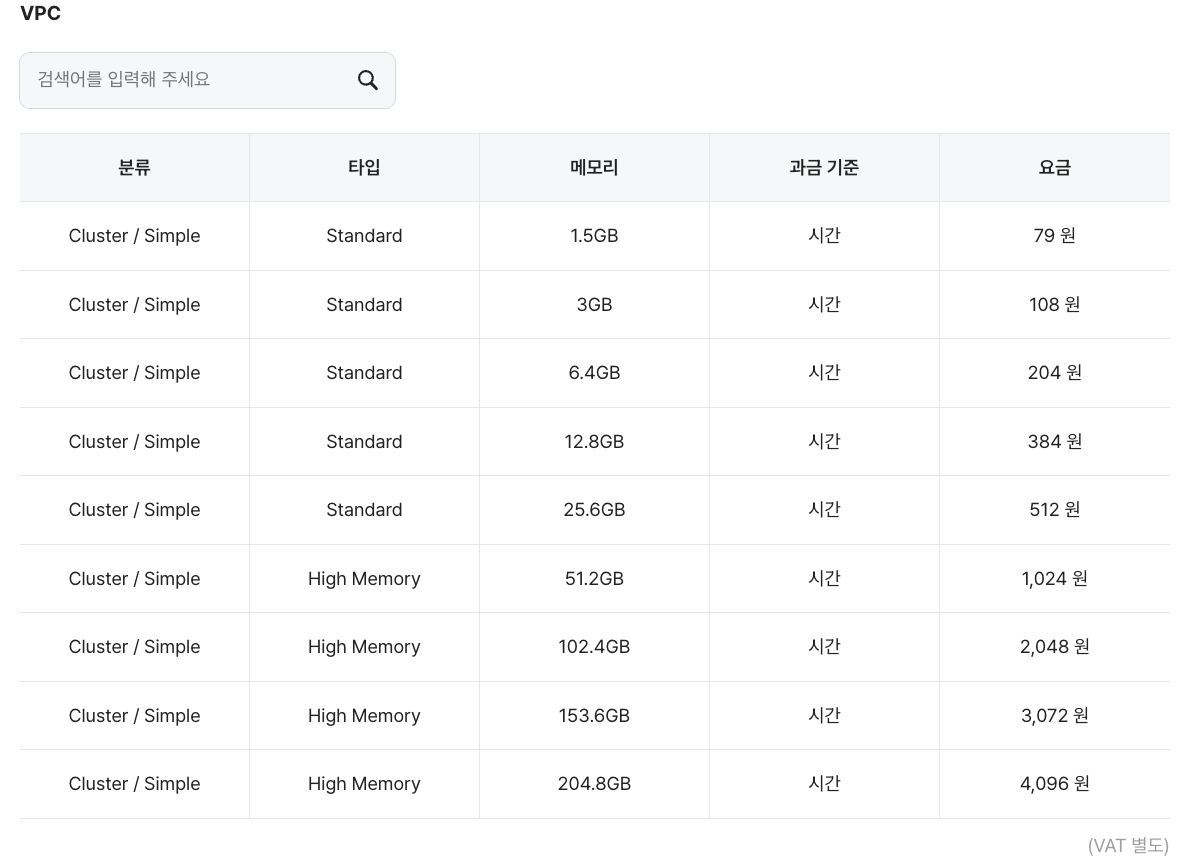 VPC
검색어를 입력해 주세요
분류 타입 메모리 과금 기준 요금
Cluster / Simple Standard 1.5GB 시간 79 원
Cluster / Simple Standard 3GB 시간 108 원
Cluster / Simple Standard 6.4GB 시간 204 원
Cluster / Simple Standard 12.8GB 시간 384 원
Cluster / Simple Standard 25.6GB 시간 512 원
Cluster / Simple High Memory 51.2GB 시간 1,024 원
Cluster / Simple High Memory 102.4GB 시간 2,048 원
Cluster / Simple High Memory 153.6GB 시간 3,072 원
Cluster / Simple High Memory 204.8GB 시간 4,096 원
(VAT 별도)